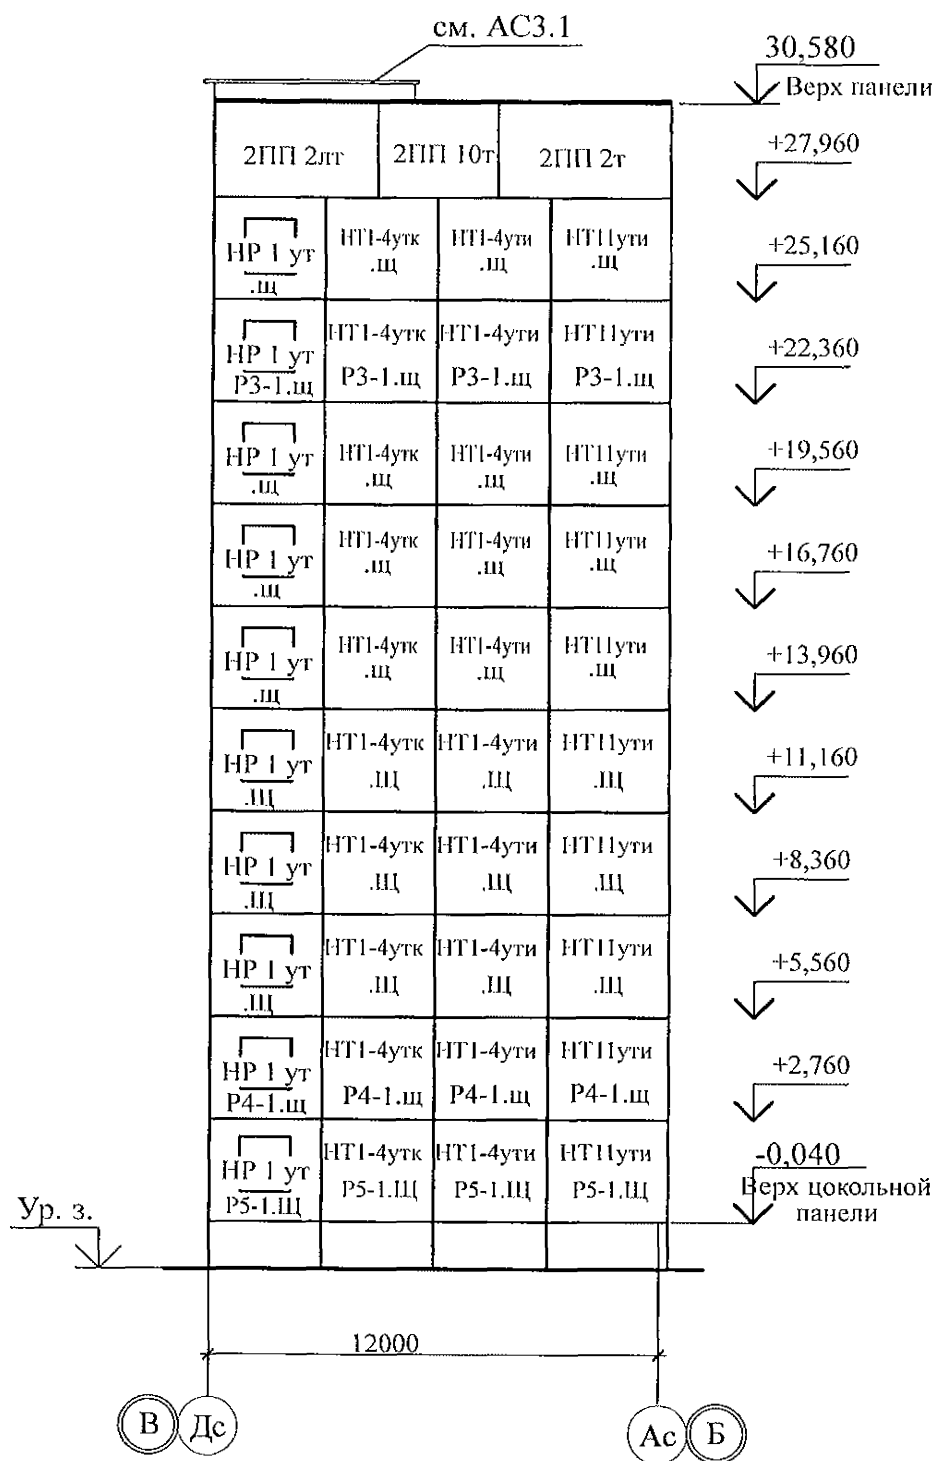 см. АС3.1
30,580
Верх панели
2ПП 2лт 2ПП 10т 2ПП 2т
+27,960
НР 1 ут НТ1-4утк НТ1-4ути НТ11ути
.щ .щ .щ .щ
+25,160
НР 1 ут НТ1-4утк НТ1-4ути НТ11ути
Р3-1.щ Р3-1.щ Р3-1.щ Р3-1.щ
+22,360
НР 1 ут НТ1-4утк НТ1-4ути НТ11ути
.щ .щ .щ .щ
+19,560
НР 1 ут НТ1-4утк НТ1-4ути НТ11ути
.щ .щ .щ .щ
+16,760
НР 1 ут НТ1-4утк НТ1-4ути НТ11ути
.щ .щ .щ .щ
+13,960
НР 1 ут НТ1-4утк НТ1-4ути НТ11ути
.Щ .Щ .Щ .Щ
+11,160
НР 1 ут НТ1-4утк НТ1-4ути НТ11ути
.Щ .Щ .Щ .Щ
+8,360
НР 1 ут НТ1-4утк НТ1-4ути НТ11ути
.Щ .Щ .Щ .Щ
+5,560
НР 1 ут НТ1-4утк НТ1-4ути НТ11ути
Р4-1.щ Р4-1.щ Р4-1.щ Р4-1.щ
+2,760
НР 1 ут НТ1-4утк НТ1-4ути НТ11ути
Р5-1.Щ Р5-1.Щ Р5-1.Щ Р5-1.Щ
-0,040
Верх цокольной
панели
Ур. з.
12000
В Дс Ас Б